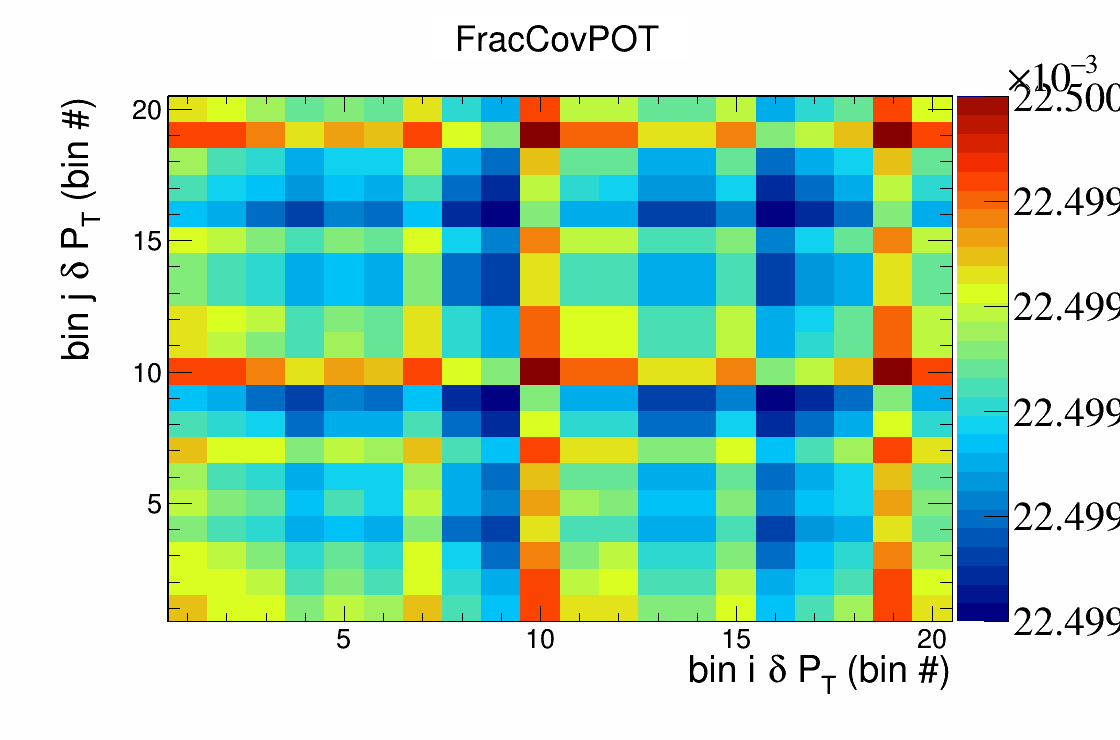 FracCovPOT
×10⁻³
22.500
22.499
22.499
22.499
22.499
22.499
20
15
10
5
bin j δ P_T (bin #)
5 10 15 20
bin i δ P_T (bin #)